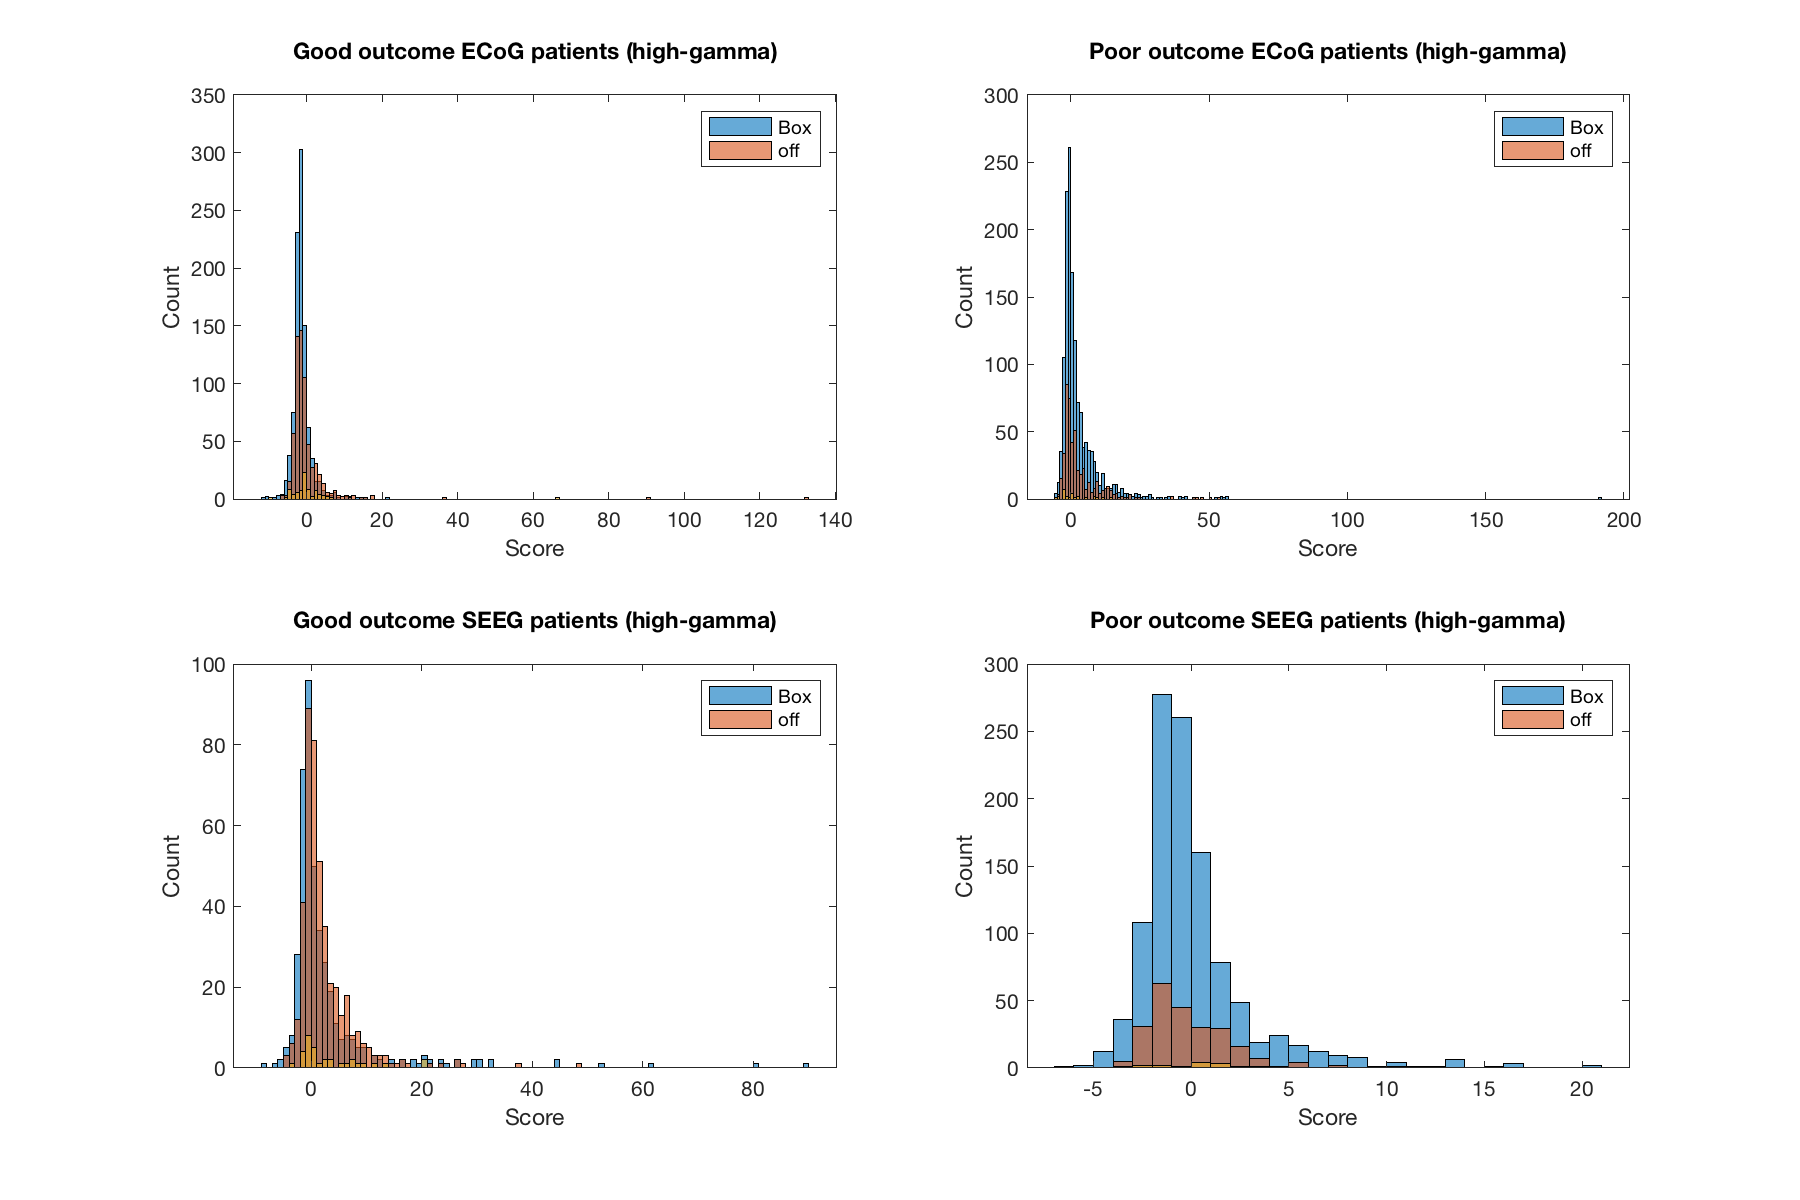 Good outcome ECoG patients (high-gamma)
350
300
250
200
150
100
50
0
Count
0 20 40 60 80 100 120 140
Score
Box
off
Poor outcome ECoG patients (high-gamma)
300
250
200
150
100
50
0
Count
0 50 100 150 200
Score
Box
off
Good outcome SEEG patients (high-gamma)
100
80
60
40
20
0
Count
0 20 40 60 80
Score
Box
off
Poor outcome SEEG patients (high-gamma)
300
250
200
150
100
50
0
Count
-5 0 5 10 15 20
Score
Box
off